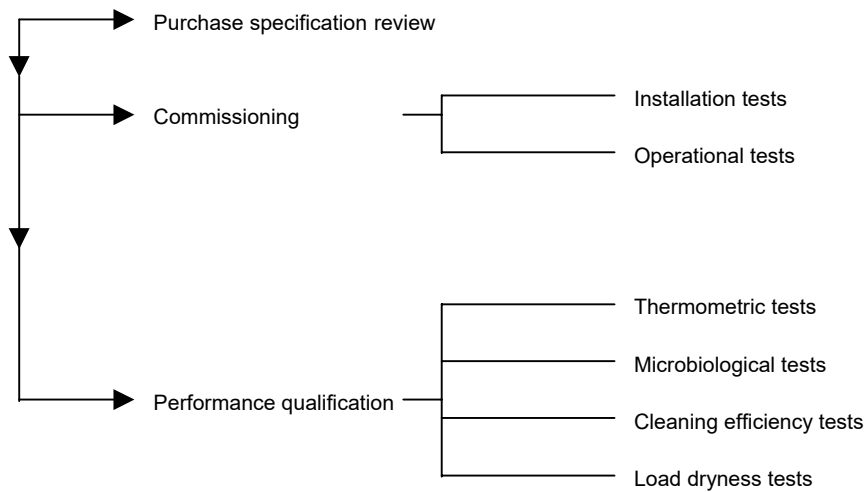 Purchase specification review
Commissioning
Installation tests
Operational tests
Performance qualification
Thermometric tests
Microbiological tests
Cleaning efficiency tests
Load dryness tests